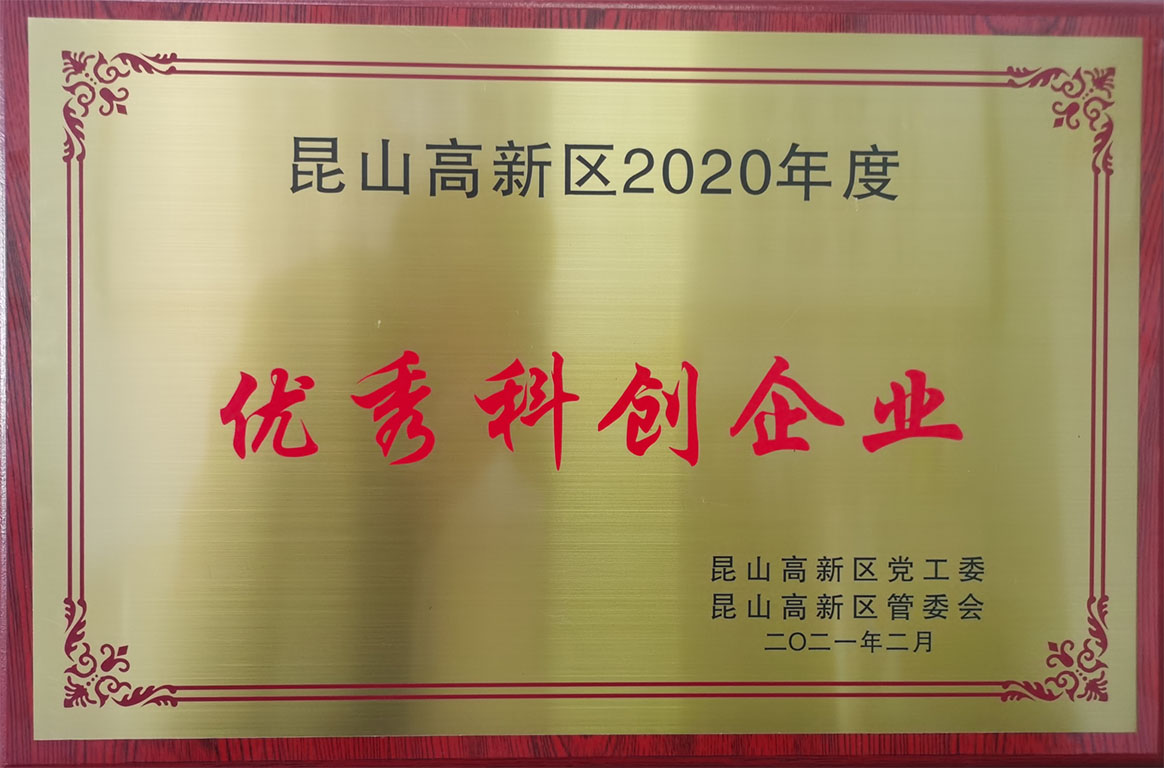 昆山高新区2020年度
优秀科创企业
昆山高新区党工委
昆山高新区管委会
二〇二一年二月